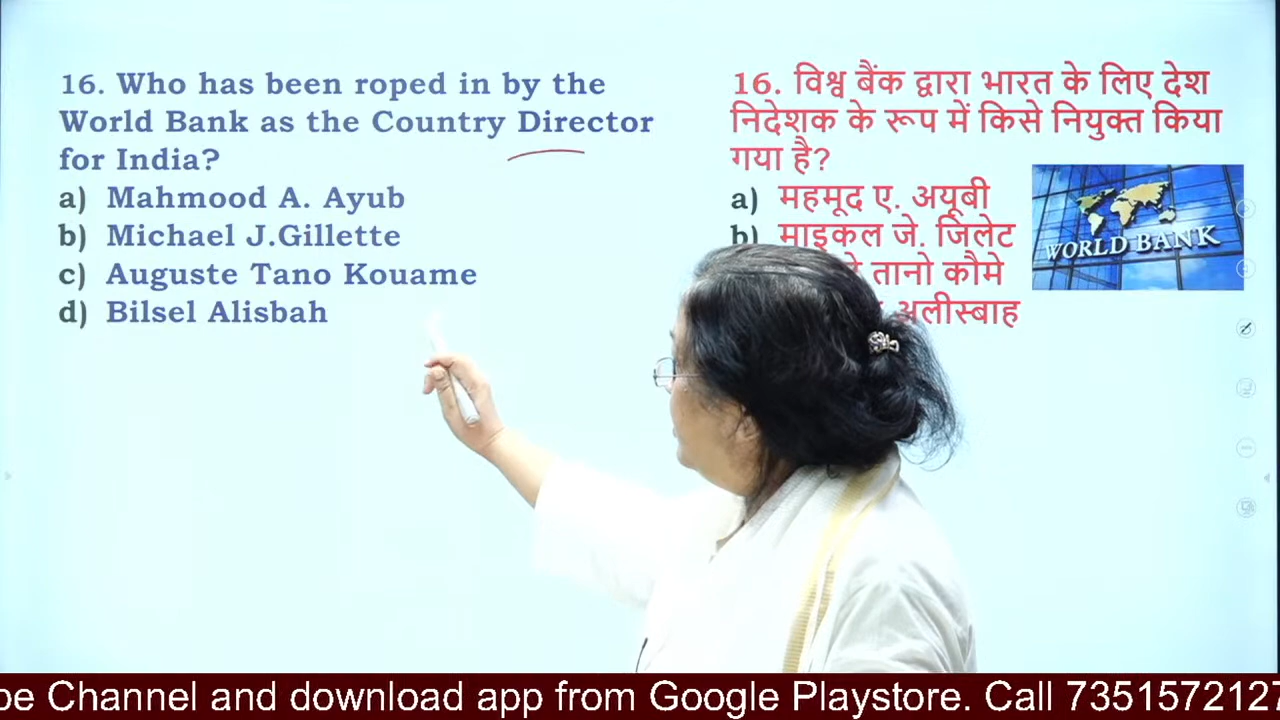 16. Who has been roped in by the
World Bank as the Country Director
for India?
a) Mahmood A. Ayub
b) Michael J.Gillette
c) Auguste Tano Kouame
d) Bilsel Alisbah
16. विश्व बैंक द्वारा भारत के लिए देश
निदेशक के रूप में किसे नियुक्त किया
गया है?
a) महमूद ए. अयूबी
b) माइकल जे. जिलेट
तानो कौमे
अलीस्बाह
WORLD BANK
Channel and download app from Google Playstore. Call 7351572127